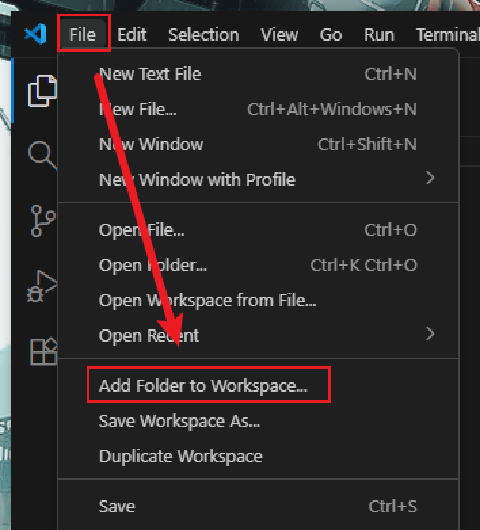 File Edit Selection View Go Run Terminal
New Text File Ctrl+N
New File... Ctrl+Alt+Windows+N
New Window Ctrl+Shift+N
New Window with Profile
Open File... Ctrl+O
Open Folder... Ctrl+K Ctrl+O
Open Workspace from File...
Open Recent
Add Folder to Workspace...
Save Workspace As...
Duplicate Workspace
Save Ctrl+S